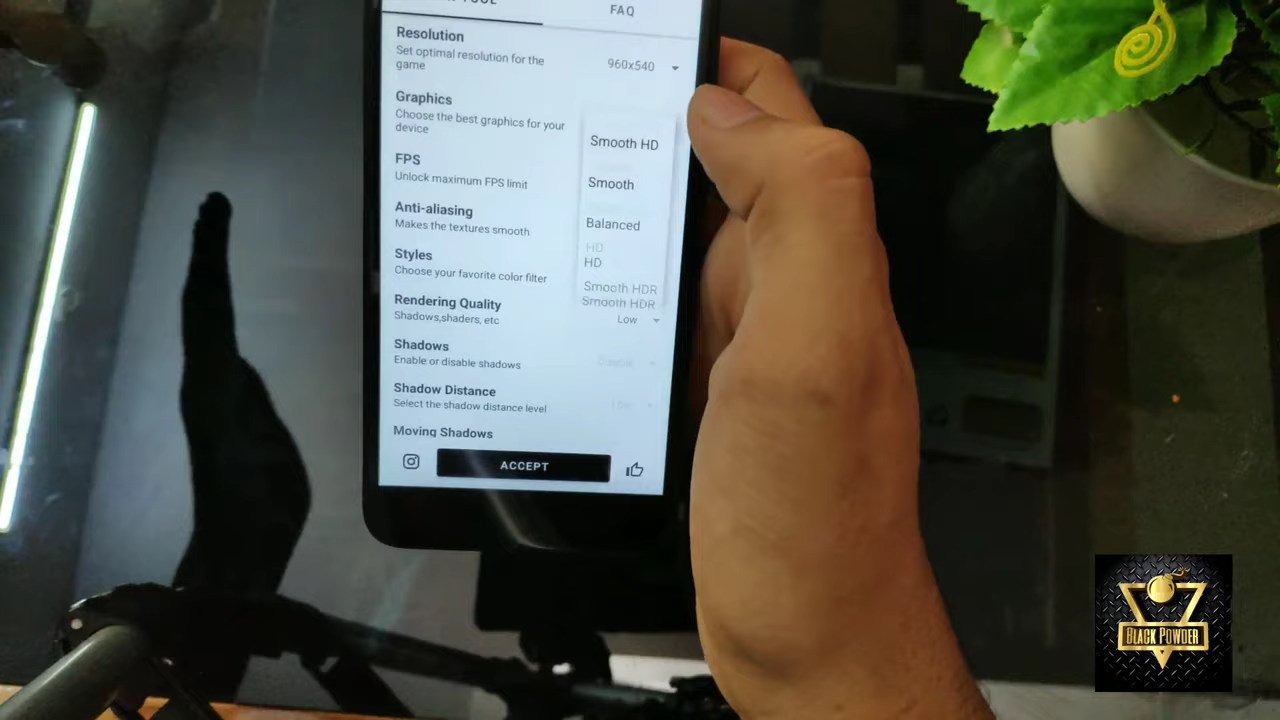 TOOL
FAQ
Resolution
Set optimal resolution for the
game
960x540
Graphics
Choose the best graphics for your
device
Smooth HD
FPS
Unlock maximum FPS limit
Smooth
Anti-aliasing
Makes the textures smooth
Balanced
Styles
Choose your favorite color filter
HD
HD
Smooth HDR
Smooth HDR
Rendering Quality
Shadows,shaders, etc
Low
Shadows
Enable or disable shadows
Disable
Shadow Distance
Select the shadow distance level
Low
Moving Shadows
ACCEPT
BLACK POWDER